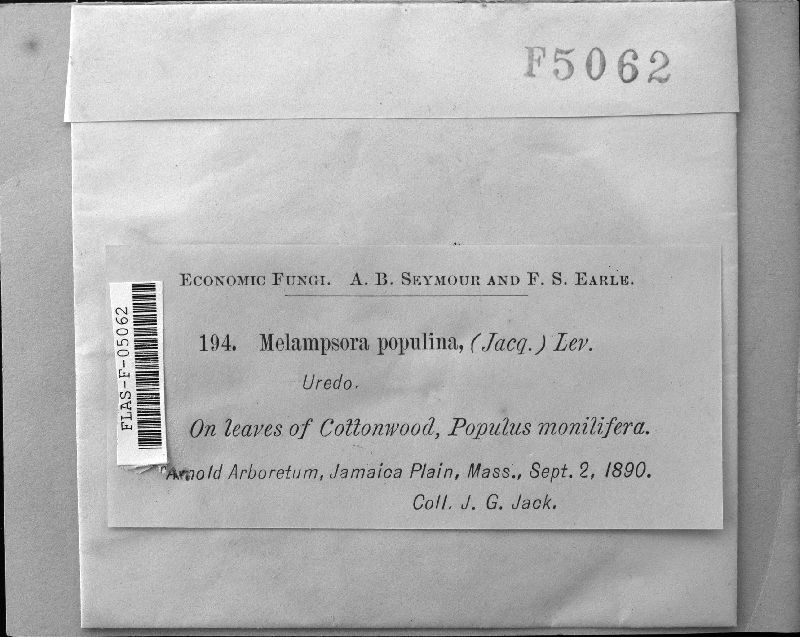 F5062
ECONOMIC FUNGI. A. B. SEYMOUR AND F. S. EARLE.
194. Melampsora populina, (Jacq.) Lev.
Uredo.
On leaves of Cottonwood, Populus monilifera.
Arnold Arboretum, Jamaica Plain, Mass., Sept. 2, 1890.
Coll. J. G. Jack.
FLAS-F-05062